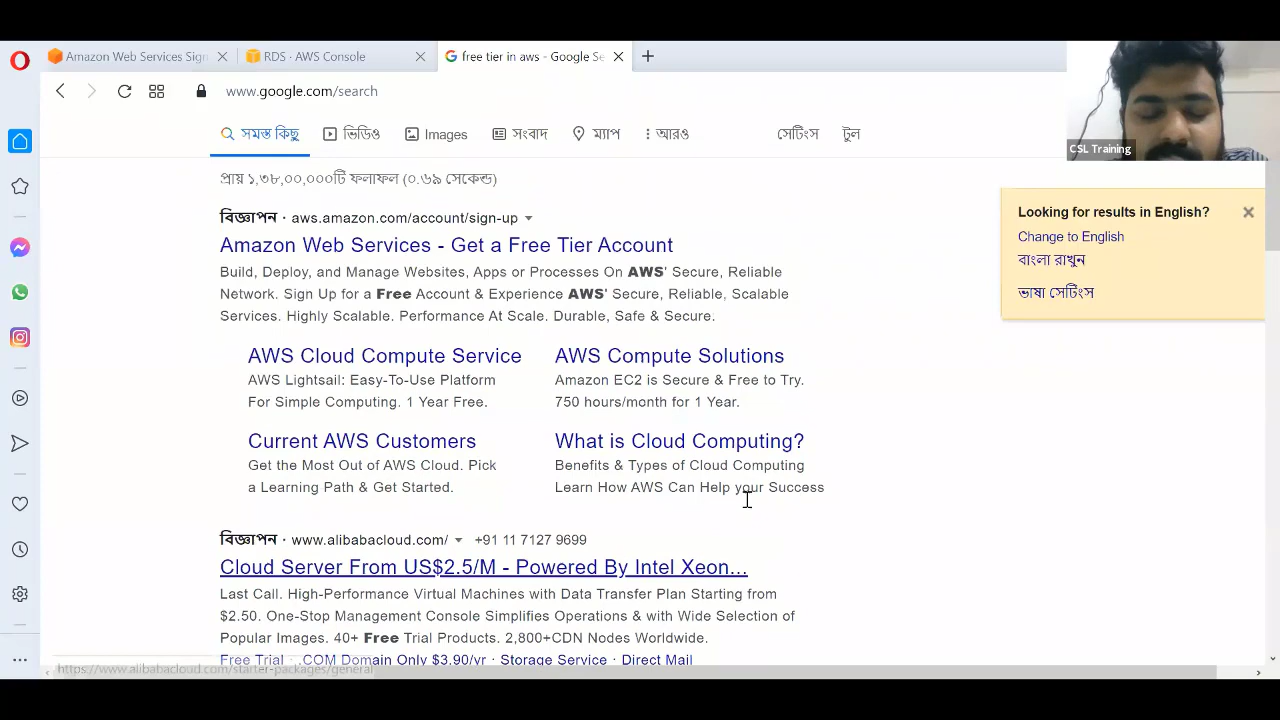 Amazon Web Services Sign
RDS · AWS Console
free tier in aws - Google Se
www.google.com/search
CSL Training
সমস্ত কিছু
ভিডিও
Images
সংবাদ
ম্যাপ
আরও
সেটিংস
টুল
প্রায় ১,৩৮,০০,০০০টি ফলাফল (০.৬৯ সেকেন্ড)
Looking for results in English?
Change to English
বাংলা রাখুন
ভাষা সেটিংস
বিজ্ঞাপন · aws.amazon.com/account/sign-up
Amazon Web Services - Get a Free Tier Account
Build, Deploy, and Manage Websites, Apps or Processes On AWS' Secure, Reliable
Network. Sign Up for a Free Account & Experience AWS' Secure, Reliable, Scalable
Services. Highly Scalable. Performance At Scale. Durable, Safe & Secure.
AWS Cloud Compute Service
AWS Lightsail: Easy-To-Use Platform
For Simple Computing. 1 Year Free.
AWS Compute Solutions
Amazon EC2 is Secure & Free to Try.
750 hours/month for 1 Year.
Current AWS Customers
Get the Most Out of AWS Cloud. Pick
a Learning Path & Get Started.
What is Cloud Computing?
Benefits & Types of Cloud Computing
Learn How AWS Can Help your Success
বিজ্ঞাপন · www.alibabacloud.com/ +91 11 7127 9699
Cloud Server From US$2.5/M - Powered By Intel Xeon...
Last Call. High-Performance Virtual Machines with Data Transfer Plan Starting from
$2.50. One-Stop Management Console Simplifies Operations & with Wide Selection of
Popular Images. 40+ Free Trial Products. 2,800+CDN Nodes Worldwide.
Free Trial · .COM Domain Only $3.90/yr · Storage Service · Direct Mail
https://www.alibabacloud.com/starter-packages/general